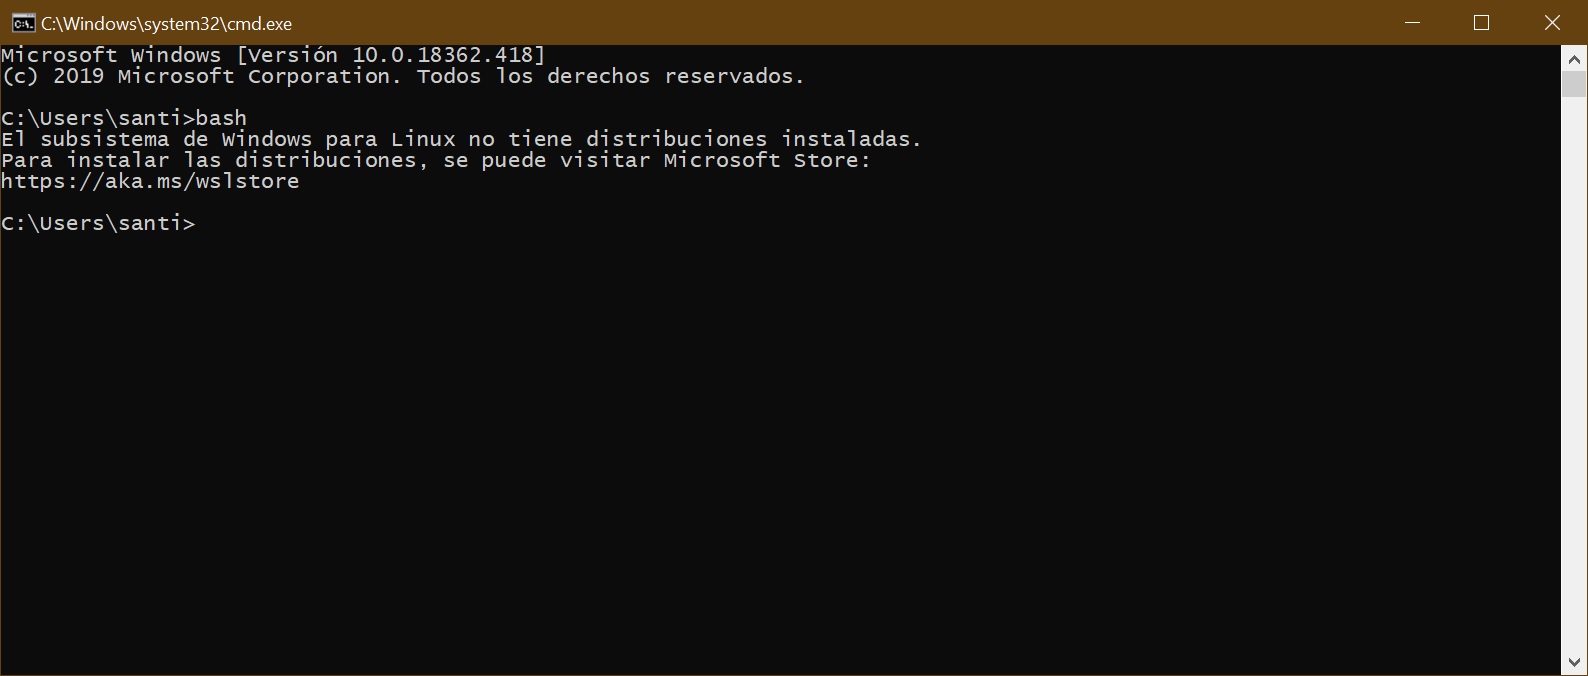 C:\Windows\system32\cmd.exe
Microsoft Windows [Versión 10.0.18362.418]
(c) 2019 Microsoft Corporation. Todos los derechos reservados.
C:\Users\santi>bash
El subsistema de Windows para Linux no tiene distribuciones instaladas.
Para instalar las distribuciones, se puede visitar Microsoft Store:
https://aka.ms/wslstore
C:\Users\santi>